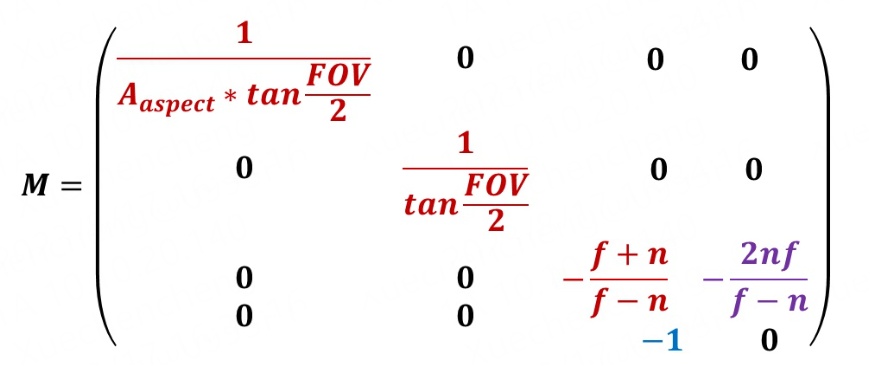 M = ( 1 / (A_aspect * tan FOV/2) 0 0 0
0 1 / (tan FOV/2) 0 0
0 0 − (f + n) / (f − n) − 2nf / (f − n)
0 0 −1 0 )